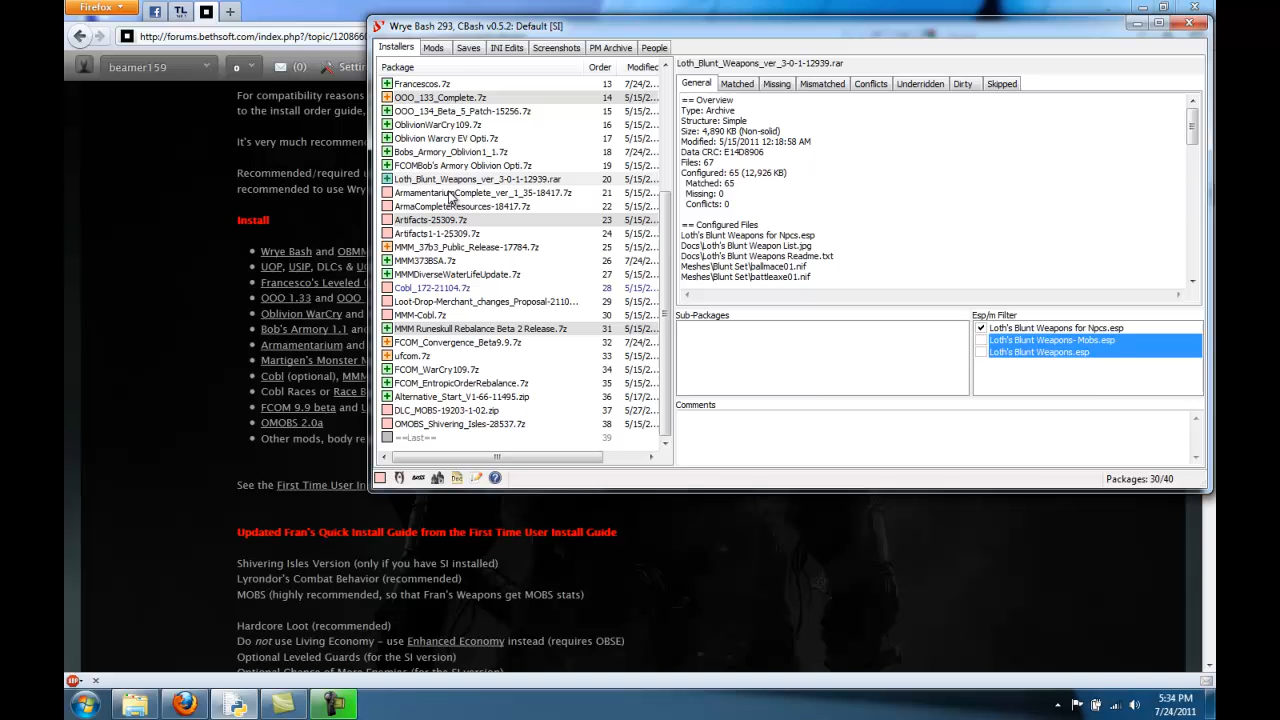 Firefox
TL
http://forums.bethsoft.com/index.php?/topic/120866
beamer159
0
(0)
Settin
For compatibility reasons
to the install order guide,
It's very much recommen
Recommended/required u
recommended to use Wry
Install
Wrye Bash and OBMM
UOP, USIP, DLCs & U
Francesco's Leveled
OOO 1.33 and OOO
Oblivion WarCry and
Bob's Armory 1.1 and
Armamentarium and
Martigen's Monster M
Cobl (optional), MMM
Cobl Races or Race B
FCOM 9.9 beta and U
OMOBS 2.0a
Other mods, body re
See the First Time User In
Updated Fran's Quick Install Guide from the First Time User Install Guide
Shivering Isles Version (only if you have SI installed)
Lyrondor's Combat Behavior (recommended)
MOBS (highly recommended, so that Fran's Weapons get MOBS stats)
Hardcore Loot (recommended)
Do not use Living Economy - use Enhanced Economy instead (requires OBSE)
Optional Leveled Guards (for the SI version)
Optional Chance of More Enemies (for the SI version)
Wrye Bash 293, CBash v0.5.2: Default [SI]
Installers Mods Saves INI Edits Screenshots PM Archive People
Package Order Modified
Francescos.7z 13 7/24/2...
OOO_133_Complete.7z 14 5/15/2...
OOO_134_Beta_5_Patch-15256.7z 15 5/15/2...
OblivionWarCry109.7z 16 5/15/2...
Oblivion Warcry EV Opti.7z 17 5/15/2...
Bobs_Armory_Oblivion1_1.7z 18 5/15/2...
FCOMBob's Armory Oblivion Opti.7z 19 5/15/2...
Loth_Blunt_Weapons_ver_3-0-1-12939.rar 20 5/15/2...
ArmamentariumComplete_ver_1_35-18417.7z 21 5/15/2...
ArmaCompleteResources-18417.7z 22 5/15/2...
Artifacts-25309.7z 23 5/15/2...
Artifacts1-1-25309.7z 24 5/15/2...
MMM_37b3_Public_Release-17784.7z 25 5/15/2...
MMM373BSA.7z 26 7/24/2...
MMMDiverseWaterLifeUpdate.7z 27 5/15/2...
Cobl_172-21104.7z 28 5/15/2...
Loot-Drop-Merchant_changes_Proposal-2110... 29 5/15/2...
MMM-Cobl.7z 30 5/15/2...
MMM Runeskull Rebalance Beta 2 Release.7z 31 5/15/2...
FCOM_Convergence_Beta9.9.7z 32 7/24/2...
ufcom.7z 33 5/15/2...
FCOM_WarCry109.7z 34 5/15/2...
FCOM_EntropicOrderRebalance.7z 35 5/15/2...
Alternative_Start_V1-66-11495.zip 36 5/17/2...
DLC_MOBS-19203-1-02.zip 37 5/27/2...
OMOBS_Shivering_Isles-28537.7z 38 5/15/2...
==Last== 39
Loth_Blunt_Weapons_ver_3-0-1-12939.rar
General Matched Missing Mismatched Conflicts Underridden Dirty Skipped
== Overview
Type: Archive
Structure: Simple
Size: 4,890 KB (Non-solid)
Modified: 5/15/2011 12:18:58 AM
Data CRC: E14D8906
Files: 67
Configured: 65 (12,926 KB)
Matched: 65
Missing: 0
Conflicts: 0
== Configured Files
Loth's Blunt Weapons for Npcs.esp
Docs\Loth's Blunt Weapon List.jpg
Docs\Loth's Blunt Weapons Readme.txt
Meshes\Blunt Set\ballmace01.nif
Meshes\Blunt Set\battleaxe01.nif
Sub-Packages
Esp/m Filter
Loth's Blunt Weapons for Npcs.esp
Loth's Blunt Weapons- Mobs.esp
Loth's Blunt Weapons.esp
Comments
Packages: 30/40
5:34 PM
7/24/2011